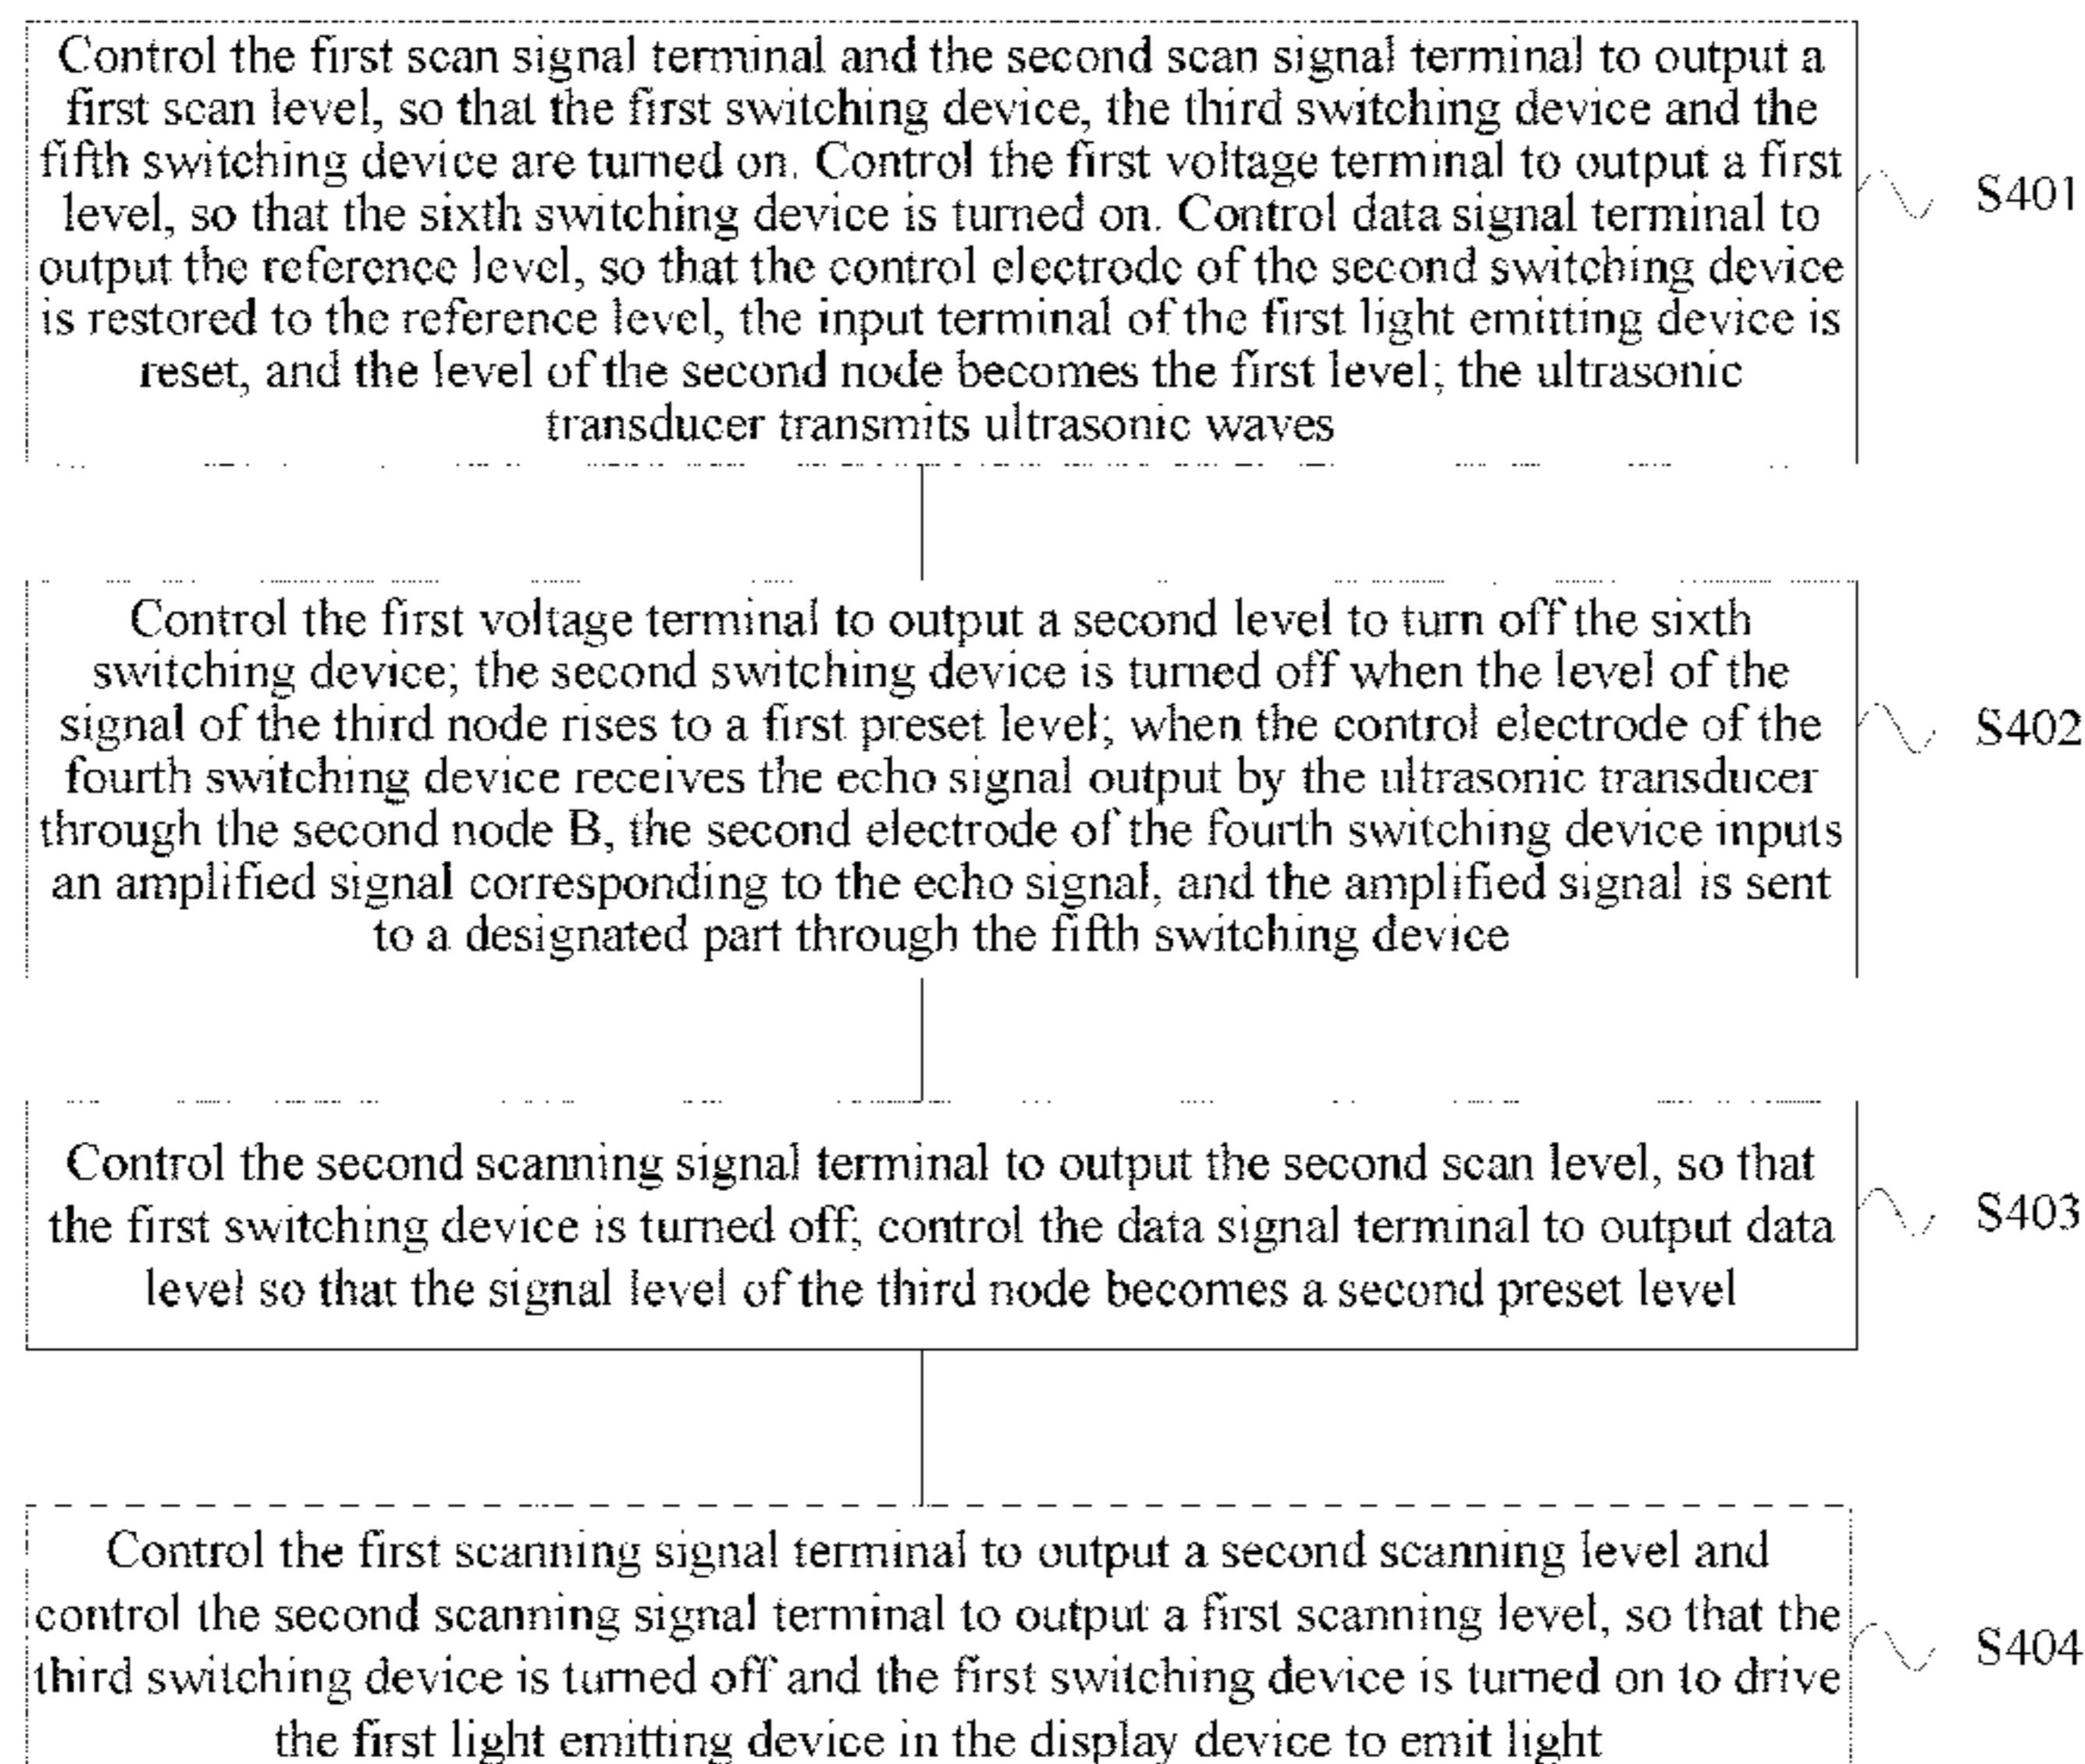 Control the first scan signal terminal and the second scan signal terminal to output a
first scan level, so that the first switching device, the third switching device and the
fifth switching device are turned on. Control the first voltage terminal to output a first
level, so that the sixth switching device is turned on. Control data signal terminal to
output the reference level, so that the control electrode of the second switching device
is restored to the reference level, the input terminal of the first light emitting device is
reset, and the level of the second node becomes the first level; the ultrasonic
transducer transmits ultrasonic waves
S401
Control the first voltage terminal to output a second level to turn off the sixth
switching device; the second switching device is turned off when the level of the
signal of the third node rises to a first preset level; when the control electrode of the
fourth switching device receives the echo signal output by the ultrasonic transducer
through the second node B, the second electrode of the fourth switching device inputs
an amplified signal corresponding to the echo signal, and the amplified signal is sent
to a designated part through the fifth switching device
S402
Control the second scanning signal terminal to output the second scan level, so that
the first switching device is turned off; control the data signal terminal to output data
level so that the signal level of the third node becomes a second preset level
S403
Control the first scanning signal terminal to output a second scanning level and
control the second scanning signal terminal to output a first scanning level, so that the
third switching device is turned off and the first switching device is turned on to drive
the first light emitting device in the display device to emit light
S404